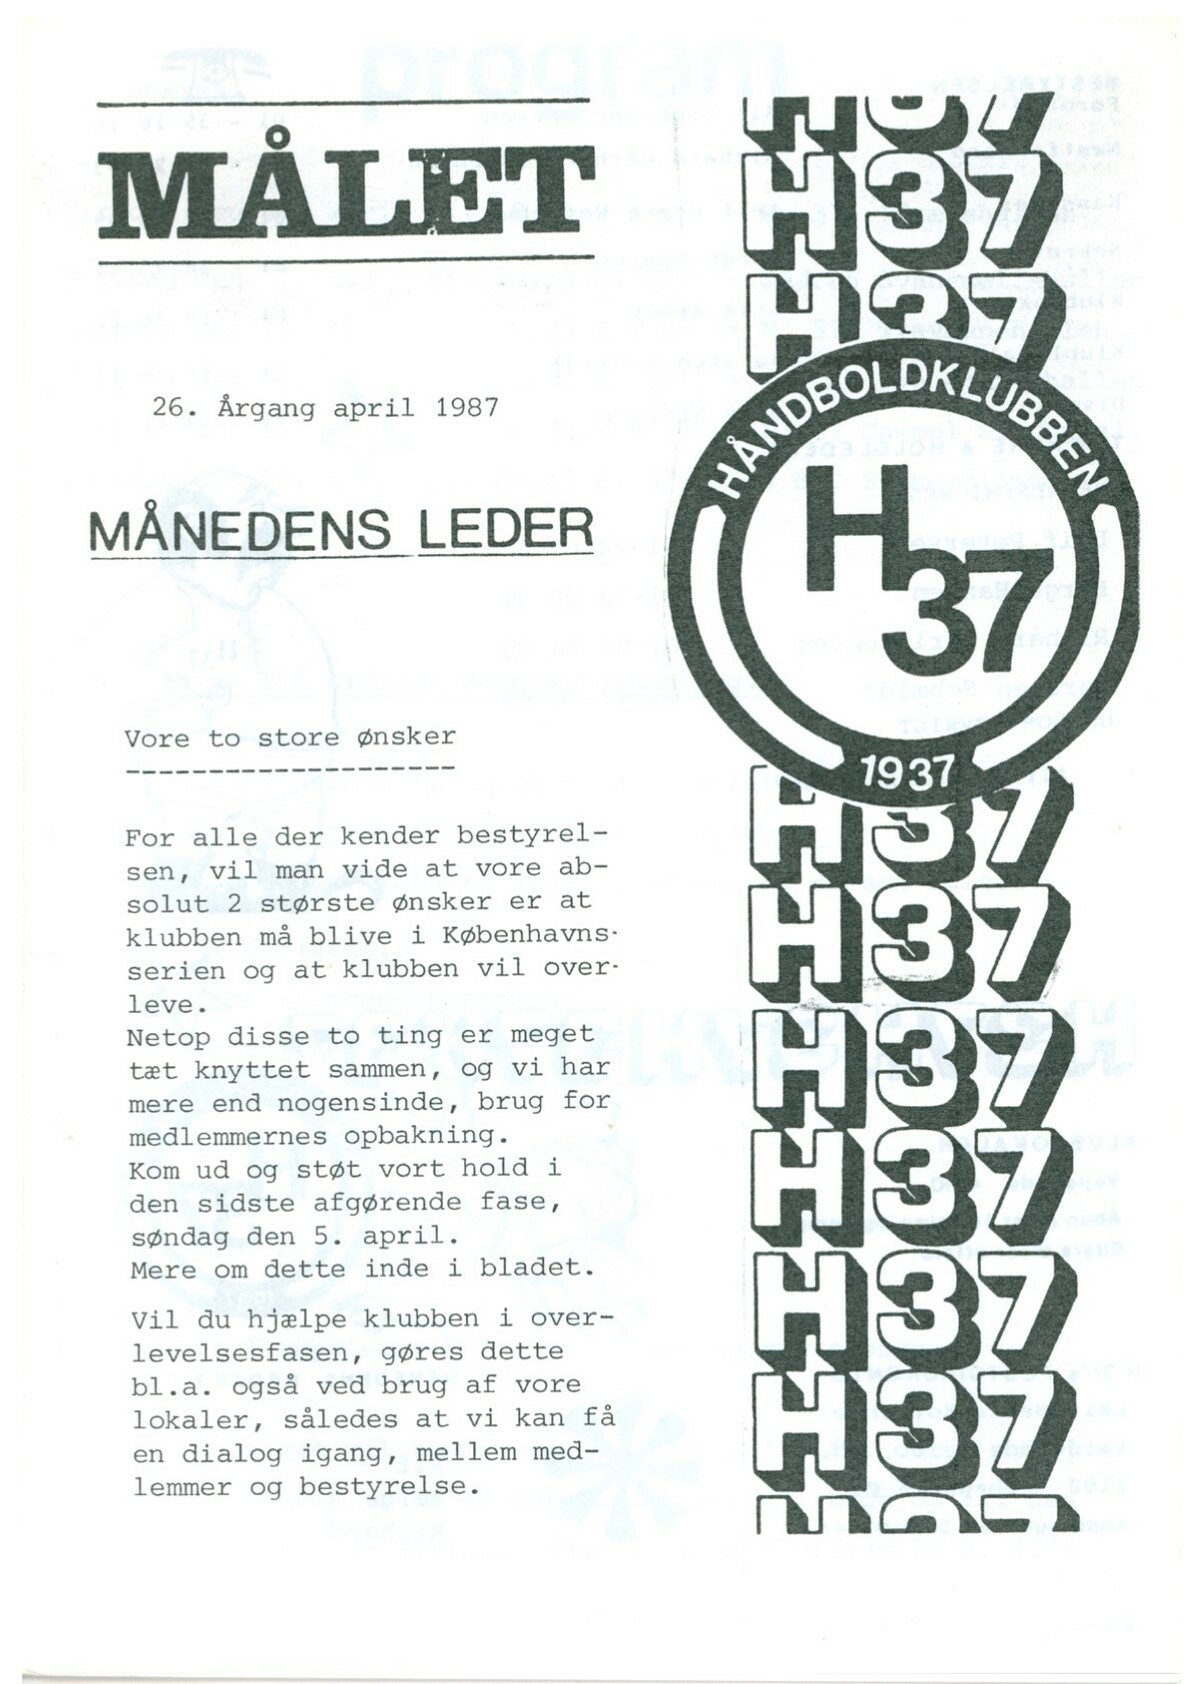 MÅLET
26. Årgang april 1987
MÅNEDENS LEDER
Vore to store ønsker
For alle der kender bestyrel-
sen, vil man vide at vore ab-
solut 2 største ønsker er at
klubben må blive i Københavns-
serien og at klubben vil over-
leve.
Netop disse to ting er meget
tæt knyttet sammen, og vi har
mere end nogensinde, brug for
medlemmernes opbakning.
Kom ud og støt vort hold i
den sidste afgørende fase,
søndag den 5. april.
Mere om dette inde i bladet.
Vil du hjælpe klubben i over-
levelsesfasen, gøres dette
bl.a. også ved brug af vore
lokaler, således at vi kan få
en dialog igang, mellem med-
lemmer og bestyrelse.
H37
H37
H37
HÅNDBOLDKLUBBEN
H37
1937
H37
H37
H37
H37
H37
H37
H37